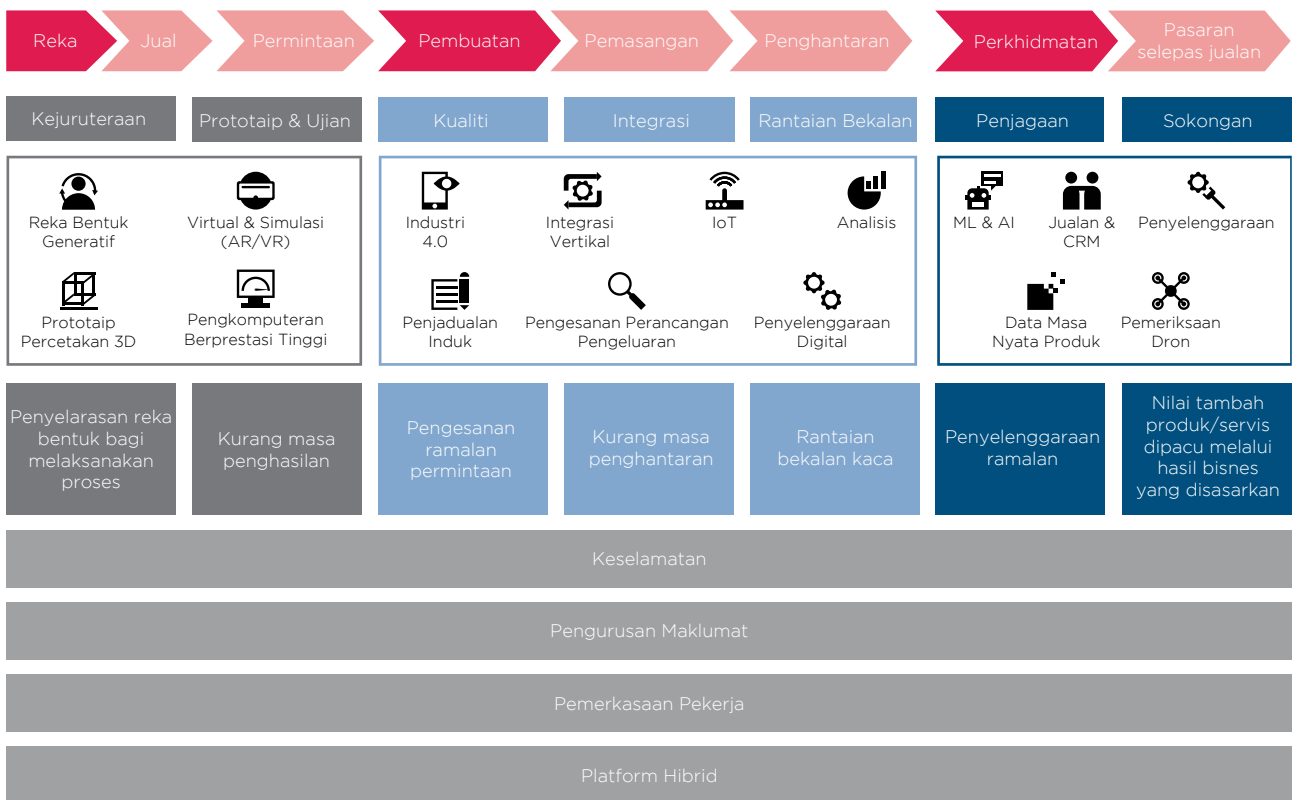 Reka
Jual
Permintaan
Pembuatan
Pemasangan
Penghantaran
Perkhidmatan
Pasaran
selepas jualan
Kejuruteraan
Prototaip & Ujian
Kualiti
Integrasi
Rantaian Bekalan
Penjagaan
Sokongan
Reka Bentuk
Generatif
Virtual & Simulasi
(AR/VR)
Prototaip
Percetakan 3D
Pengkomputeran
Berprestasi Tinggi
Industri
4.0
Integrasi
Vertikal
IoT
Analisis
Penjadualan
Induk
Pengesanan Perancangan
Pengeluaran
Penyelenggaraan
Digital
ML & AI
Jualan &
CRM
Penyelenggaraan
Data Masa
Nyata Produk
Pemeriksaan
Dron
Penyelarasan reka
bentuk bagi
melaksanakan
proses
Kurang masa
penghasilan
Pengesanan
ramalan
permintaan
Kurang masa
penghantaran
Rantaian
bekalan kaca
Penyelenggaraan
ramalan
Nilai tambah
produk/servis
dipacu melalui
hasil bisnes
yang disasarkan
Keselamatan
Pengurusan Maklumat
Pemerkasaan Pekerja
Platform Hibrid